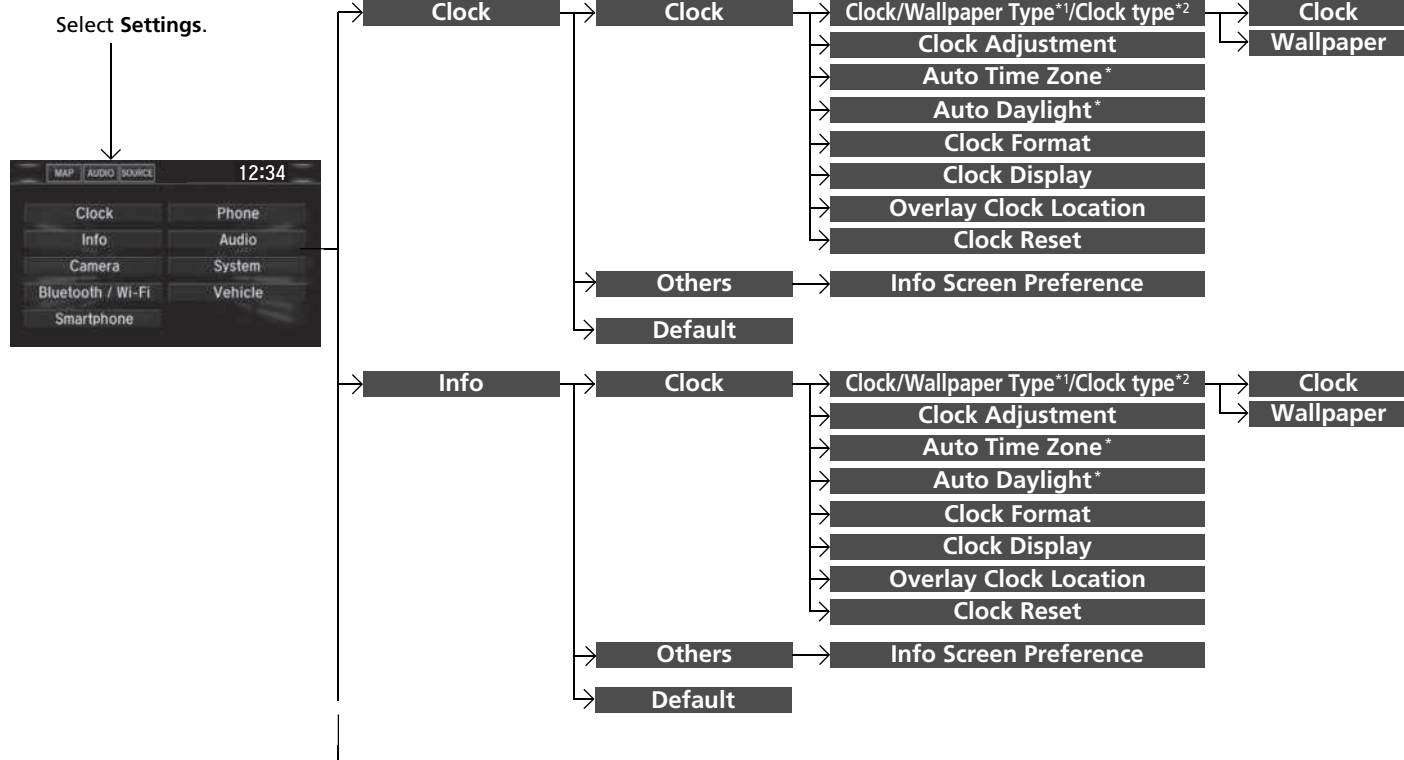 Select Settings.
MAP AUDIO SOURCE 12:34
Clock Phone
Info Audio
Camera System
Bluetooth / Wi-Fi Vehicle
Smartphone
Clock
Clock
Clock/Wallpaper Type*1/Clock type*2
Clock
Wallpaper
Clock Adjustment
Auto Time Zone*
Auto Daylight*
Clock Format
Clock Display
Overlay Clock Location
Clock Reset
Others
Info Screen Preference
Default
Info
Clock
Clock/Wallpaper Type*1/Clock type*2
Clock
Wallpaper
Clock Adjustment
Auto Time Zone*
Auto Daylight*
Clock Format
Clock Display
Overlay Clock Location
Clock Reset
Others
Info Screen Preference
Default